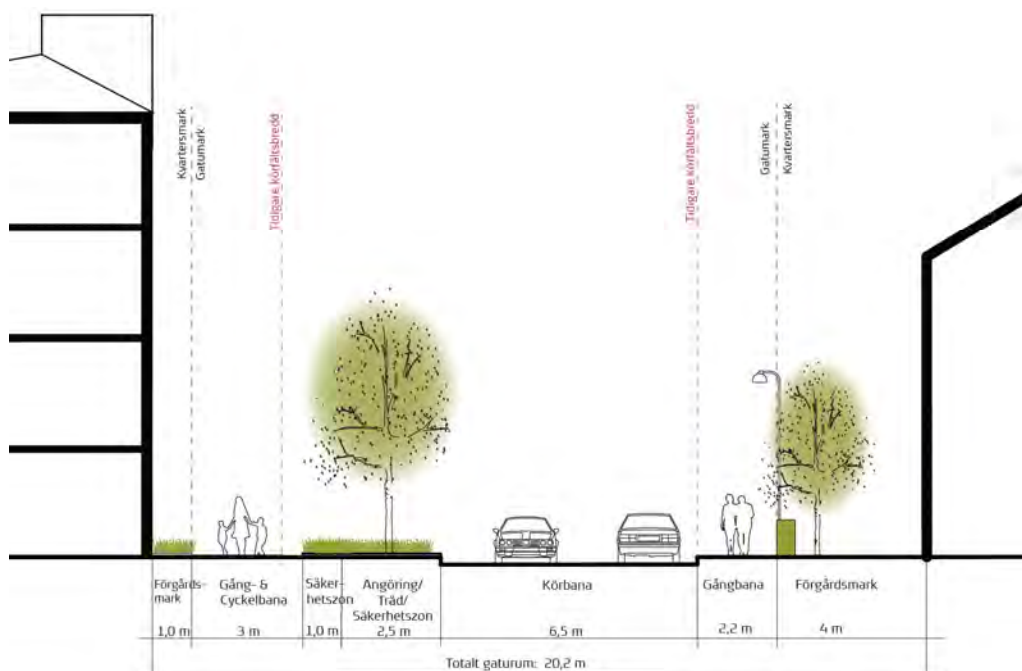 Kvartersmark
Gatumark
Tidigare körfältsbredd
Tidigare körfältsbredd
Gatumark
Kvartersmark
Förgårds-
mark
1,0 m
Gång- &
Cyckelbana
3 m
Säker-
hetszon
1,0 m
Angöring/
Träd/
Säkerhetszon
2,5 m
Körbana
6,5 m
Gångbana
2,2 m
Förgårdsmark
4 m
Totalt gaturum: 20,2 m